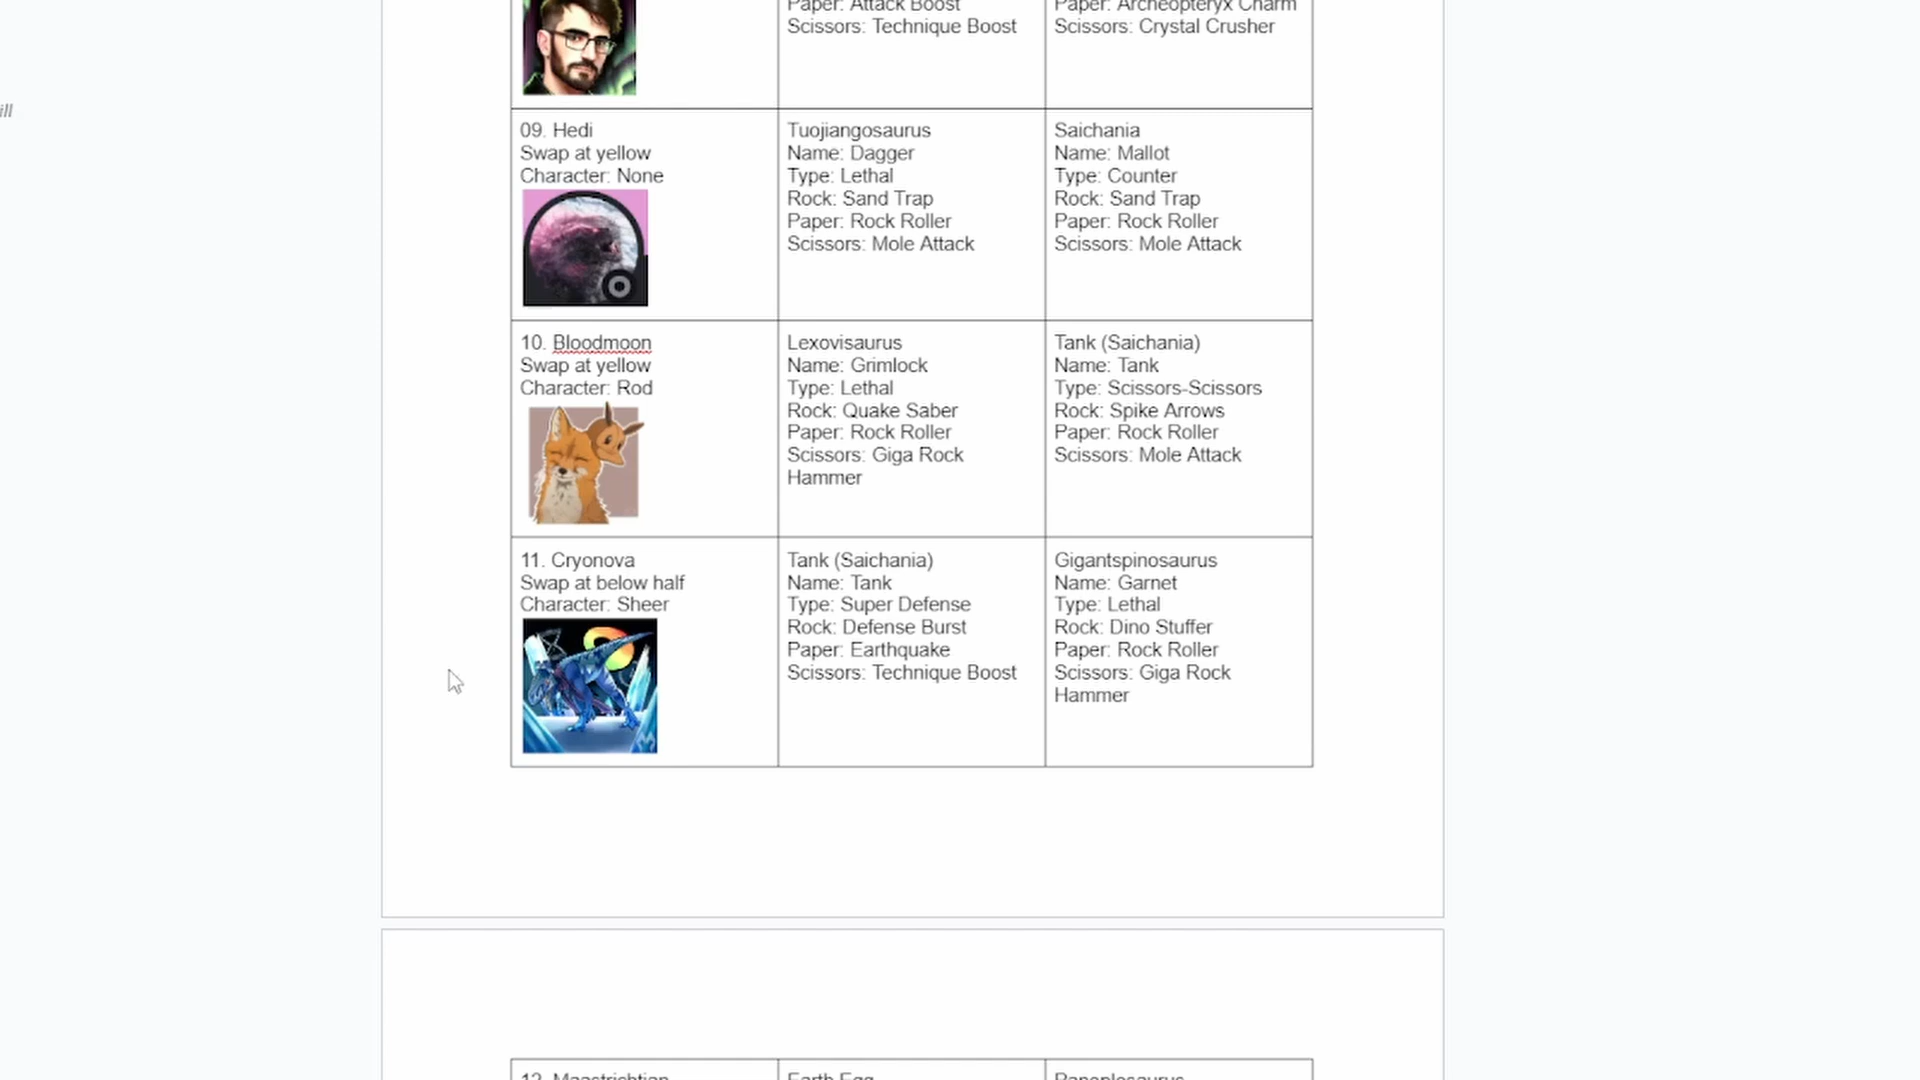 Paper: Attack Boost
Scissors: Technique Boost
Paper: Archeopteryx Charm
Scissors: Crystal Crusher
ill
09. Hedi
Swap at yellow
Character: None
Tuojiangosaurus
Name: Dagger
Type: Lethal
Rock: Sand Trap
Paper: Rock Roller
Scissors: Mole Attack
Saichania
Name: Mallot
Type: Counter
Rock: Sand Trap
Paper: Rock Roller
Scissors: Mole Attack
10. Bloodmoon
Swap at yellow
Character: Rod
Lexovisaurus
Name: Grimlock
Type: Lethal
Rock: Quake Saber
Paper: Rock Roller
Scissors: Giga Rock
Hammer
Tank (Saichania)
Name: Tank
Type: Scissors-Scissors
Rock: Spike Arrows
Paper: Rock Roller
Scissors: Mole Attack
11. Cryonova
Swap at below half
Character: Sheer
Tank (Saichania)
Name: Tank
Type: Super Defense
Rock: Defense Burst
Paper: Earthquake
Scissors: Technique Boost
Gigantspinosaurus
Name: Garnet
Type: Lethal
Rock: Dino Stuffer
Paper: Rock Roller
Scissors: Giga Rock
Hammer
12. Maastrichtian
Earth Egg
Panoplosaurus